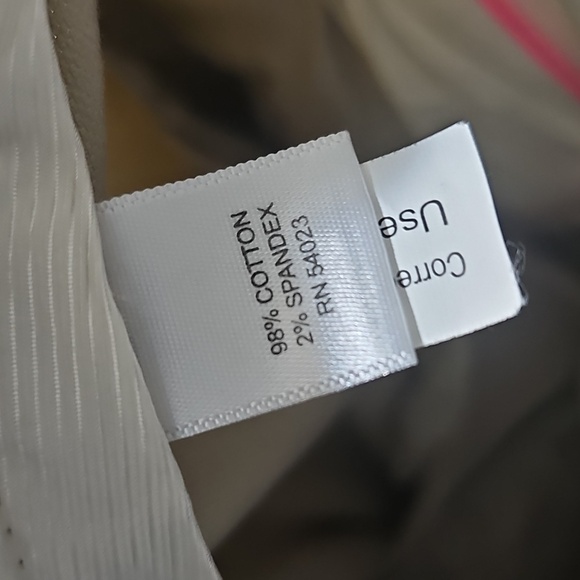 98% COTTON
2% SPANDEX
RN 54023
Use
Corre